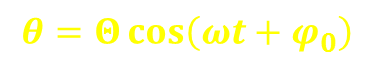 θ = Θ cos(ωt + φ₀)